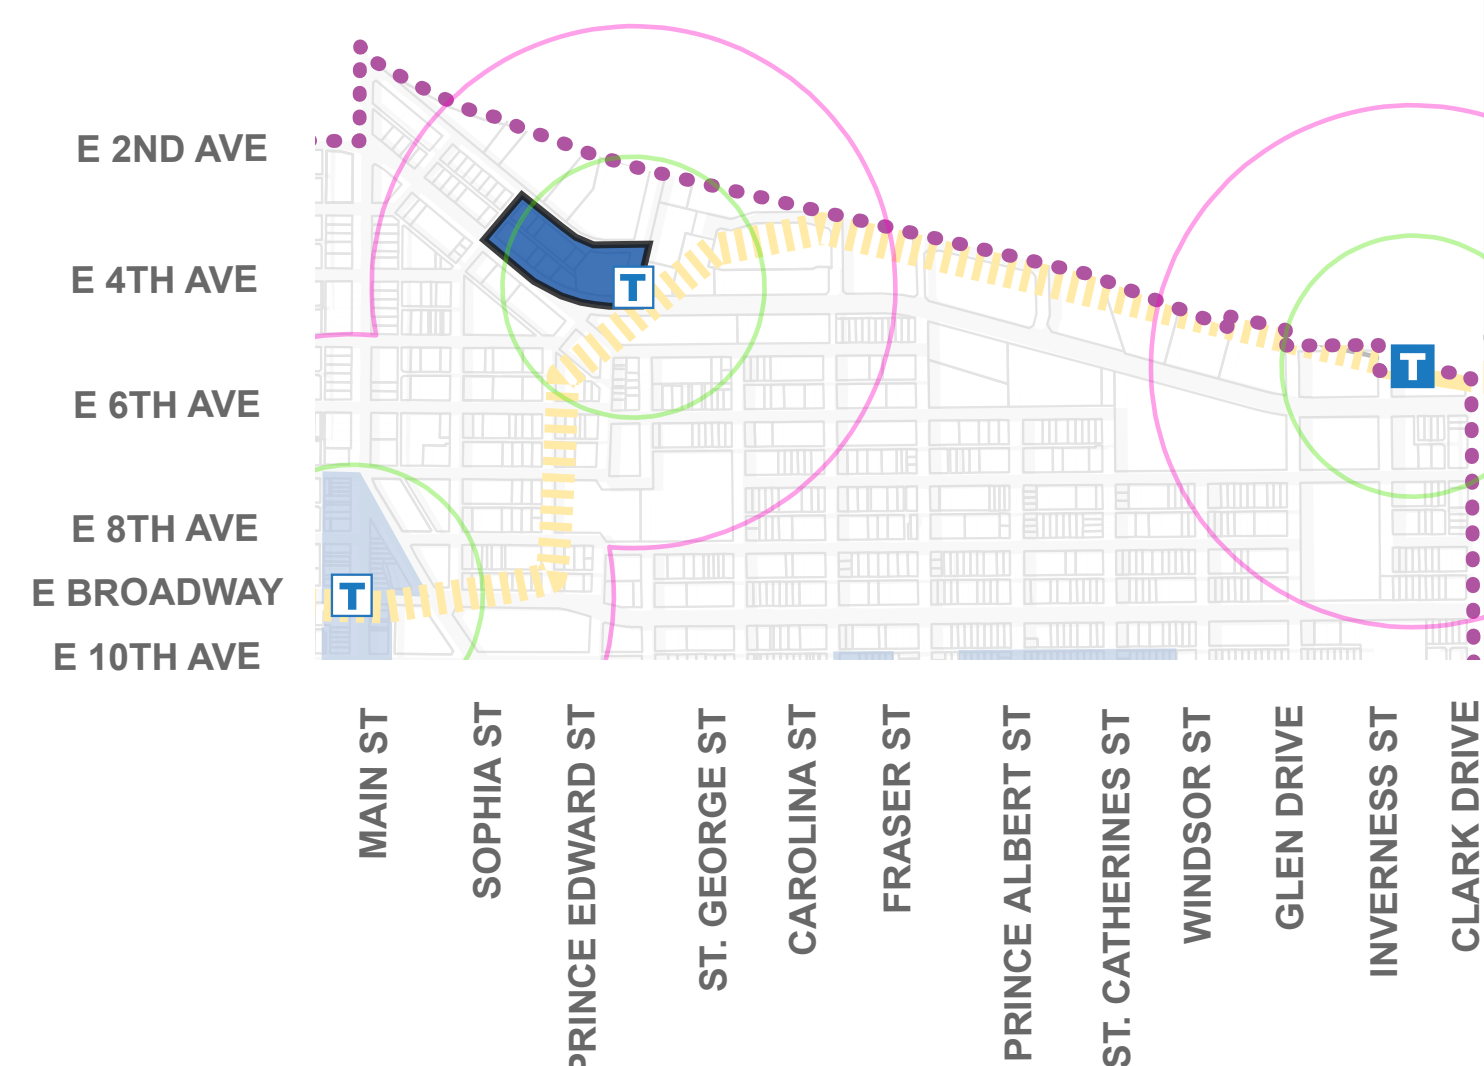 E 2ND AVE
E 4TH AVE
T
T
E 6TH AVE
E 8TH AVE
E BROADWAY
T
E 10TH AVE
MAIN ST
SOPHIA ST
PRINCE EDWARD ST
ST. GEORGE ST
CAROLINA ST
FRASER ST
PRINCE ALBERT ST
ST. CATHERINES ST
WINDSOR ST
GLEN DRIVE
INVERNESS ST
CLARK DRIVE